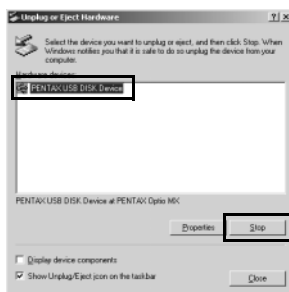 Unplug or Eject Hardware
Select the device you want to unplug or eject, and then click Stop. When
Windows notifies you that it is safe to do so unplug the device from your
computer.
Hardware devices:
PENTAX USB DISK Device
PENTAX USB DISK Device at PENTAX Optio MX
Properties
Stop
Display device components
Show Unplug/Eject icon on the taskbar
Close